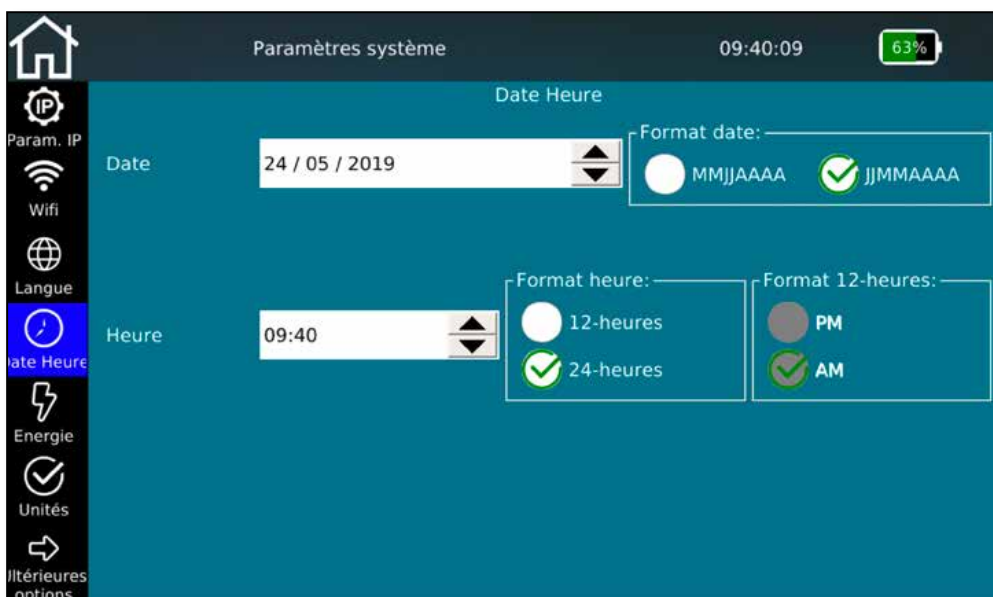 Paramètres système 09:40:09 63%
Date Heure
IP
Param. IP
Wifi
Langue
ate Heure
Energie
Unités
ltérieures
options
Date 24 / 05 / 2019
Format date:
MMJJAAAA JJMMAAAA
Heure 09:40
Format heure:
12-heures
24-heures
Format 12-heures:
PM
AM